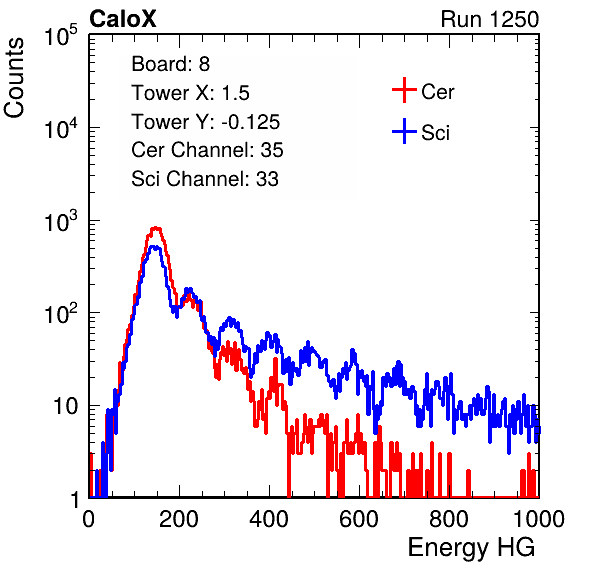 CaloX Run 1250
Counts
10^5
10^4
10^3
10^2
10
1
Board: 8
Tower X: 1.5
Tower Y: -0.125
Cer Channel: 35
Sci Channel: 33
Cer
Sci
0 200 400 600 800 1000
Energy HG